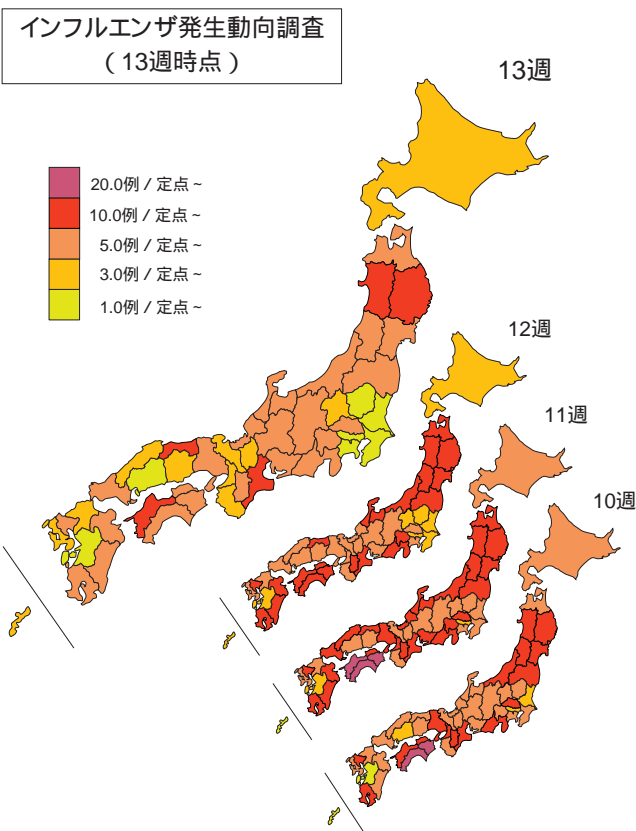 インフルエンザ発生動向調査
(13週時点)
13週
20.0例 / 定点~
10.0例 / 定点~
5.0例 / 定点~
3.0例 / 定点~
1.0例 / 定点~
12週
11週
10週